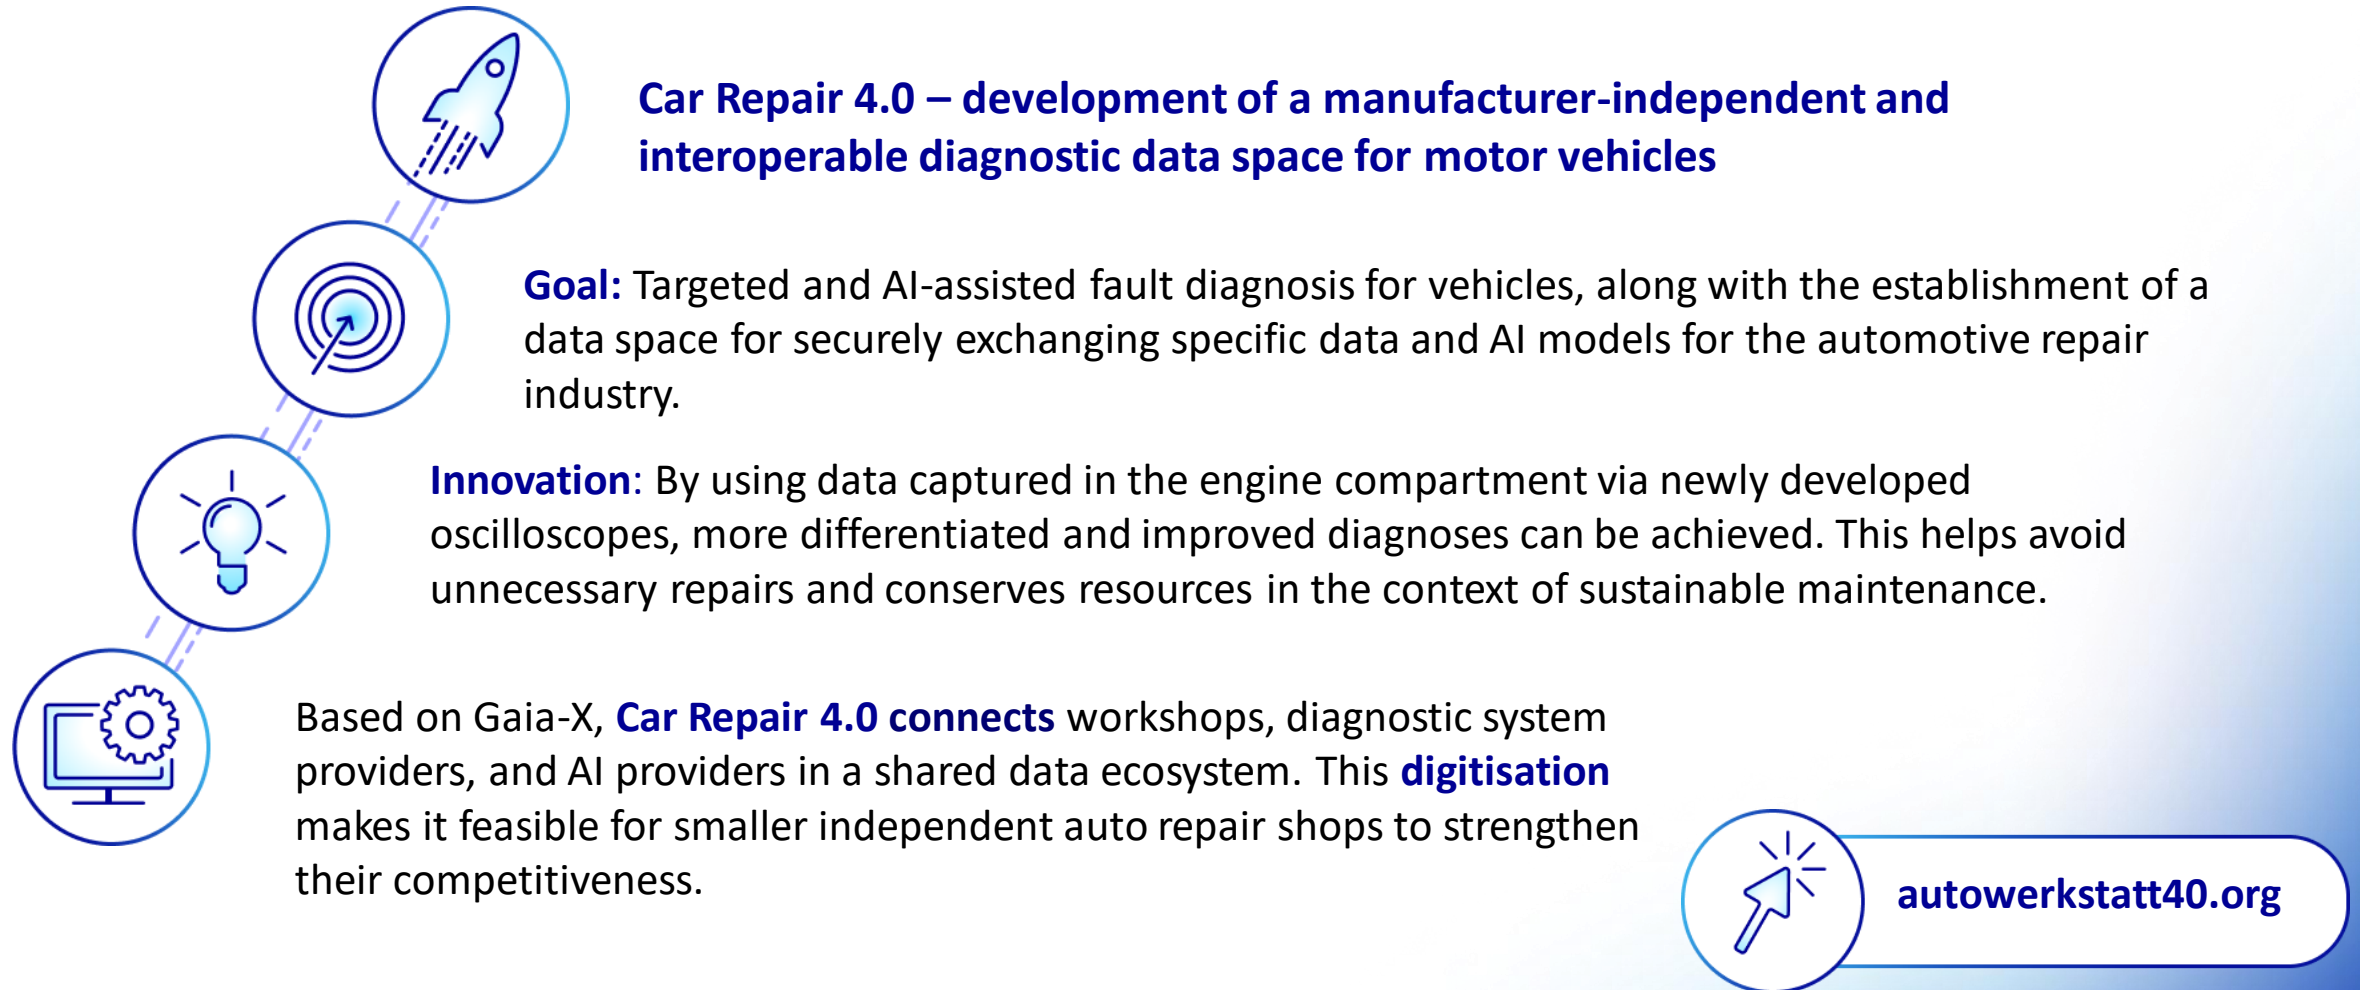 Car Repair 4.0 – development of a manufacturer-independent and
interoperable diagnostic data space for motor vehicles
Goal: Targeted and AI-assisted fault diagnosis for vehicles, along with the establishment of a
data space for securely exchanging specific data and AI models for the automotive repair
industry.
Innovation: By using data captured in the engine compartment via newly developed
oscilloscopes, more differentiated and improved diagnoses can be achieved. This helps avoid
unnecessary repairs and conserves resources in the context of sustainable maintenance.
Based on Gaia-X, Car Repair 4.0 connects workshops, diagnostic system
providers, and AI providers in a shared data ecosystem. This digitisation
makes it feasible for smaller independent auto repair shops to strengthen
their competitiveness.
autowerkstatt40.org